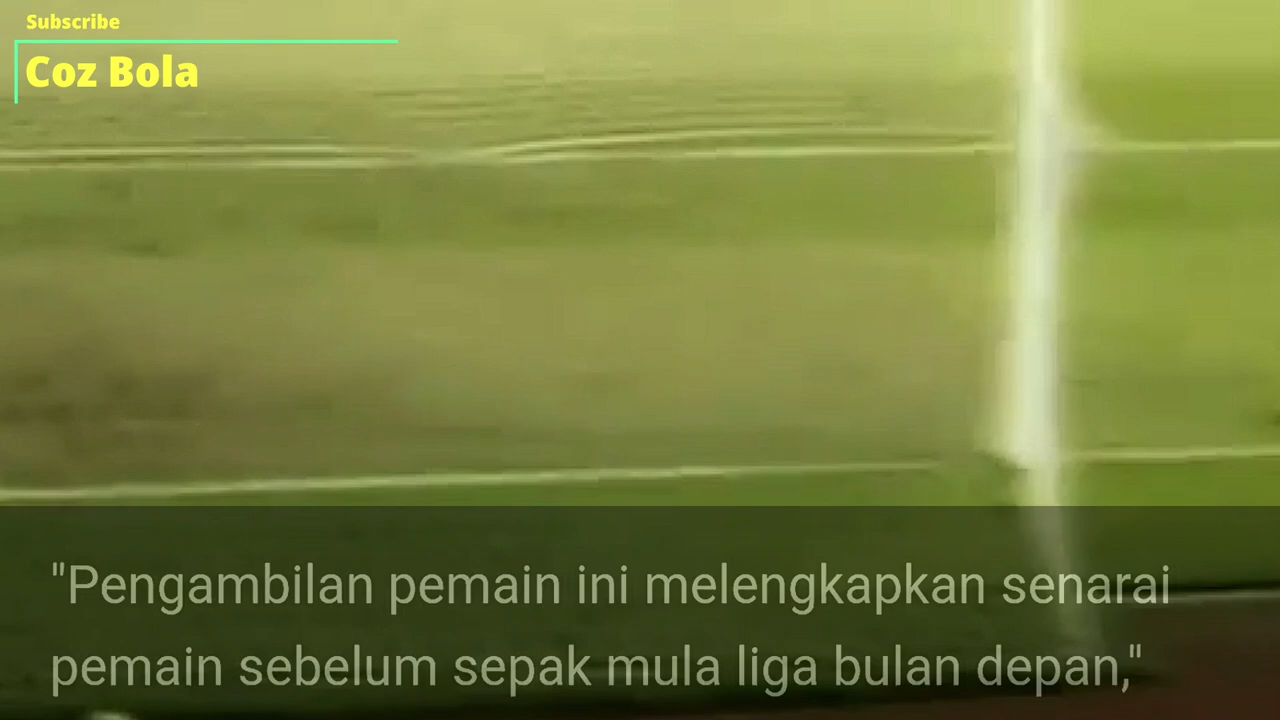 Subscribe
Coz Bola
"Pengambilan pemain ini melengkapkan senarai
pemain sebelum sepak mula liga bulan depan,"